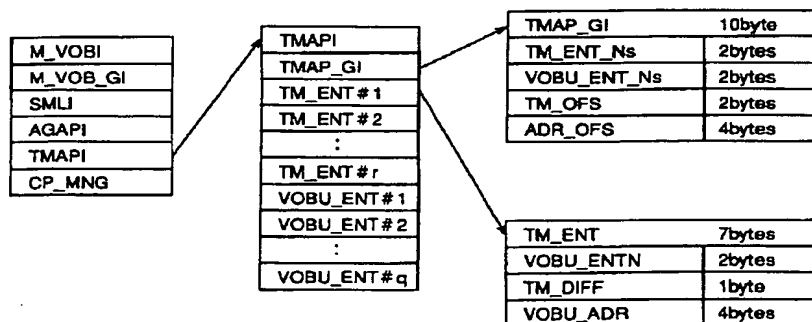 M_VOBI
M_VOB_GI
SMLI
AGAPI
TMAPI
CP_MNG
TMAPI
TMAP_GI
TM_ENT#1
TM_ENT#2
:
TM_ENT#r
VOBU_ENT#1
VOBU_ENT#2
:
VOBU_ENT#q
TMAP_GI 10byte
TM_ENT_Ns 2bytes
VOBU_ENT_Ns 2bytes
TM_OFS 2bytes
ADR_OFS 4bytes
TM_ENT 7bytes
VOBU_ENTN 2bytes
TM_DIFF 1byte
VOBU_ADR 4bytes